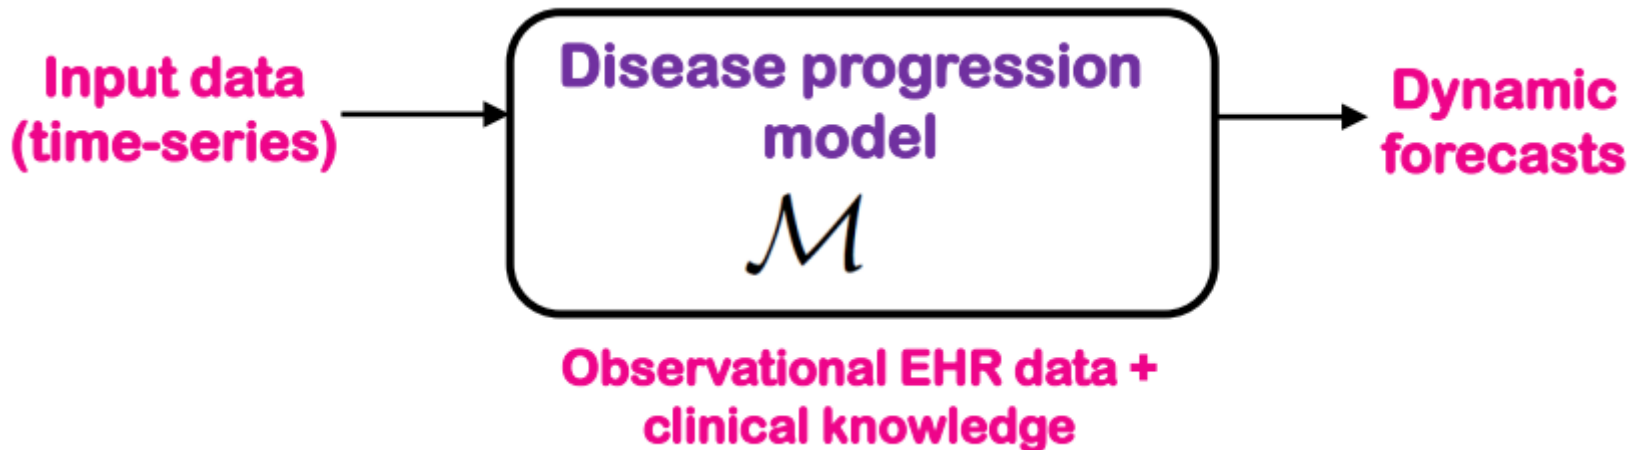 Input data
(time-series)
Disease progression
model
ℳ
Dynamic
forecasts
Observational EHR data +
clinical knowledge